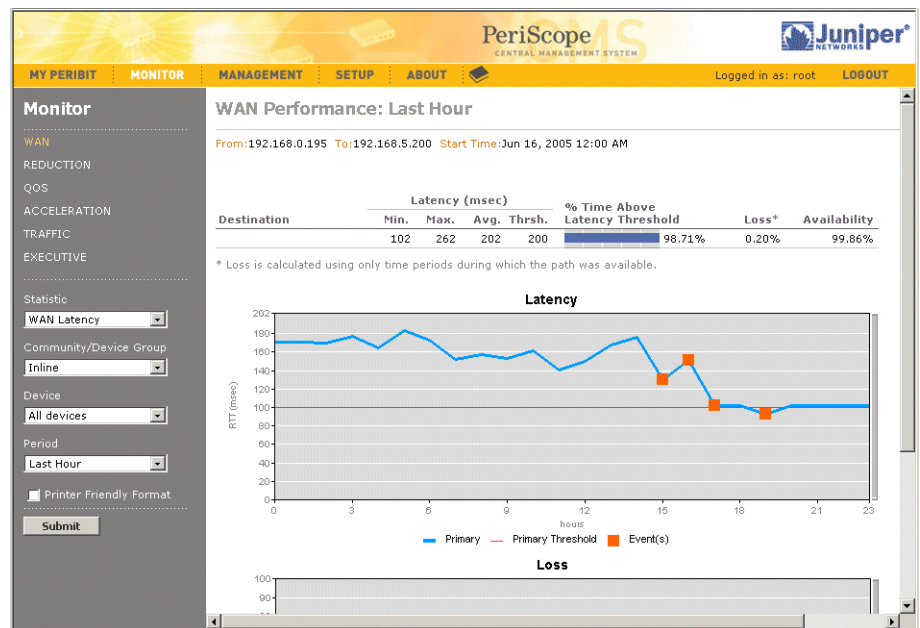 PeriScope
CENTRAL MANAGEMENT SYSTEM
CMS
Juniper
NETWORKS
MY PERIBIT MONITOR MANAGEMENT SETUP ABOUT Logged in as: root LOGOUT
Monitor
WAN
REDUCTION
QOS
ACCELERATION
TRAFFIC
EXECUTIVE
Statistic
WAN Latency
Community/Device Group
Inline
Device
All devices
Period
Last Hour
Printer Friendly Format
Submit
WAN Performance: Last Hour
From:192.168.0.195 To:192.168.5.200 Start Time:Jun 16, 2005 12:00 AM
Latency (msec)
% Time Above
Destination Min. Max. Avg. Thrsh. Latency Threshold Loss* Availability
102 262 202 200 98.71% 0.20% 99.86%
* Loss is calculated using only time periods during which the path was available.
Latency
202
180
160
140
120
100
80
60
40
20
0
RTT (msec)
0 3 6 9 12 15 18 21 23
hours
Primary Primary Threshold Event(s)
Loss
100
90